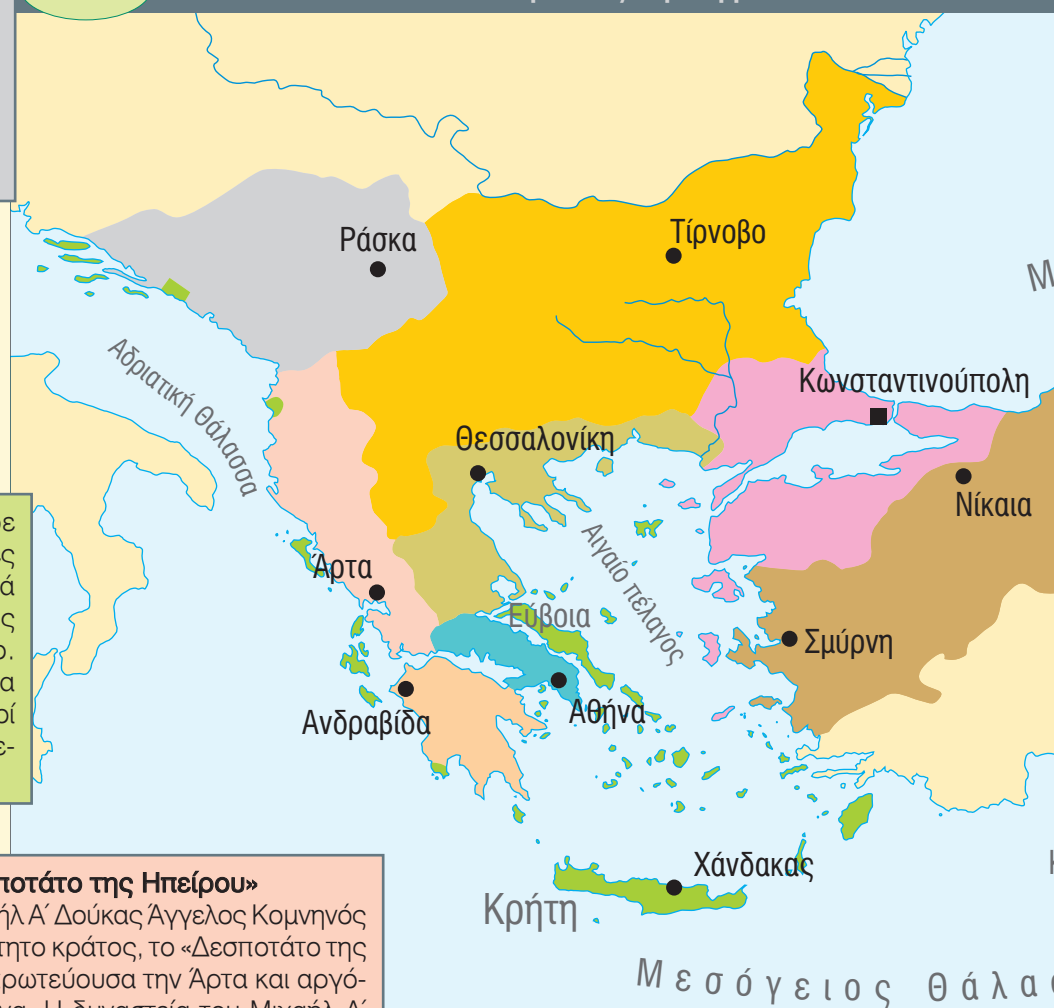 Ράσκα
Τίρνοβο
Αδριατική Θάλασσα
Κωνσταντινούπολη
Θεσσαλονίκη
Νίκαια
Αιγαίο πέλαγος
Άρτα
Εύβοια
Σμύρνη
Ανδραβίδα
Αθήνα
Χάνδακας
Κρήτη
Μεσόγειος Θάλασ
ποτάτο της Ηπείρου»
ήλ Α΄ Δούκας Άγγελος Κομνηνός
τητο κράτος, το «Δεσποτάτο της
ρωτεύουσα την Άρτα και αργό-